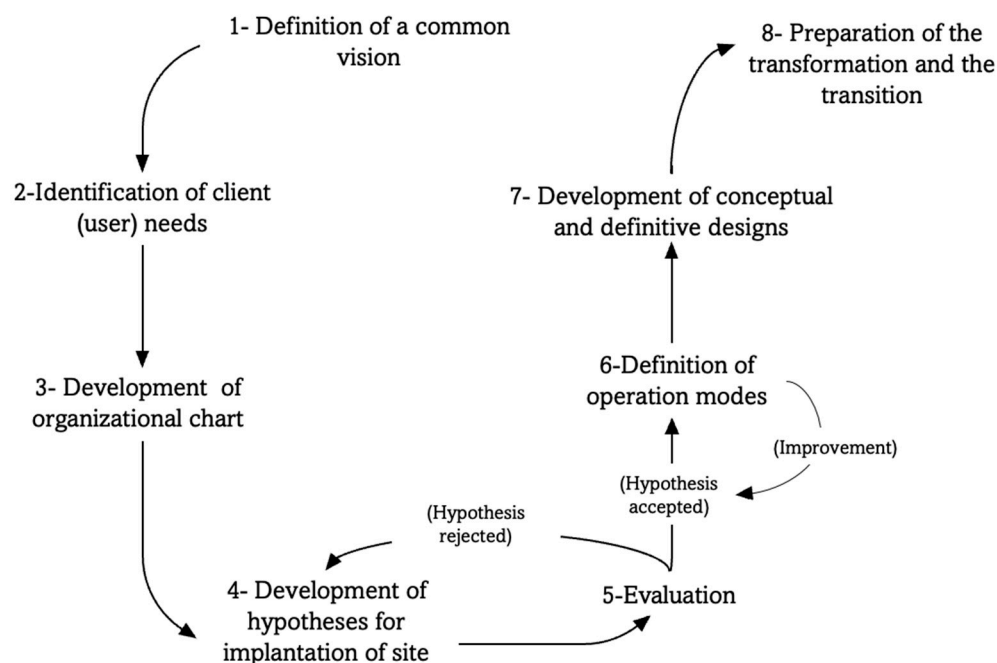 1- Definition of a common
vision
2-Identification of client
(user) needs
3- Development of
organizational chart
4- Development of
hypotheses for
implantation of site
(Hypothesis
rejected)
5-Evaluation
(Hypothesis
accepted)
(Improvement)
6-Definition of
operation modes
7- Development of conceptual
and definitive designs
8- Preparation of the
transformation and the
transition